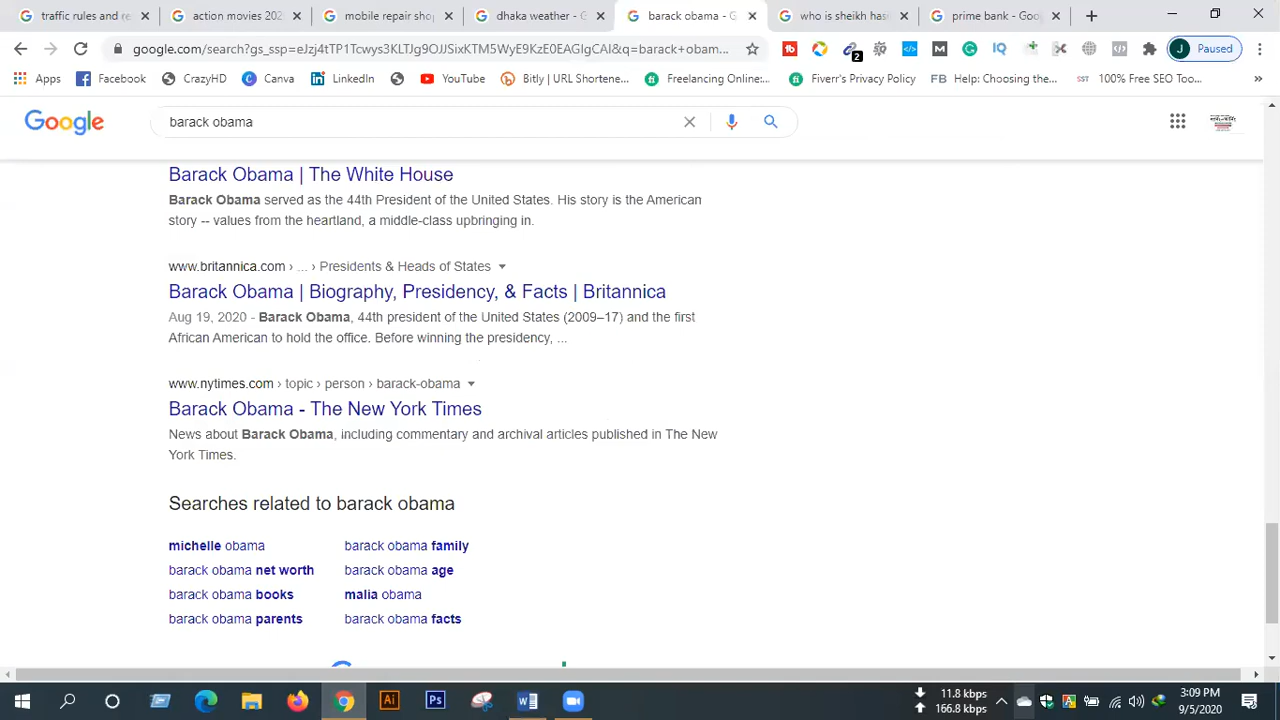 traffic rules and re
action movies 202
mobile repair sho
dhaka weather - G
barack obama - G
who is sheikh has
prime bank - Goo
google.com/search?gs_ssp=eJzj4tTP1Tcwys3KLTJg9OJJSixKTM5WyE9KzE0EAGIgCAI&q=barack+obam...
2
J Paused
Apps
Facebook
CrazyHD
Canva
LinkedIn
YouTube
Bitly | URL Shortene...
Freelancing Online:...
Fiverr's Privacy Policy
FB Help: Choosing the...
SST 100% Free SEO Too...
Google
barack obama
Barack Obama | The White House
Barack Obama served as the 44th President of the United States. His story is the American
story -- values from the heartland, a middle-class upbringing in.
www.britannica.com › ... › Presidents & Heads of States
Barack Obama | Biography, Presidency, & Facts | Britannica
Aug 19, 2020 - Barack Obama, 44th president of the United States (2009–17) and the first
African American to hold the office. Before winning the presidency, ...
www.nytimes.com › topic › person › barack-obama
Barack Obama - The New York Times
News about Barack Obama, including commentary and archival articles published in The New
York Times.
Searches related to barack obama
michelle obama
barack obama family
barack obama net worth
barack obama age
barack obama books
malia obama
barack obama parents
barack obama facts
Ai
Ps
11.8 kbps
166.8 kbps
3:09 PM
9/5/2020